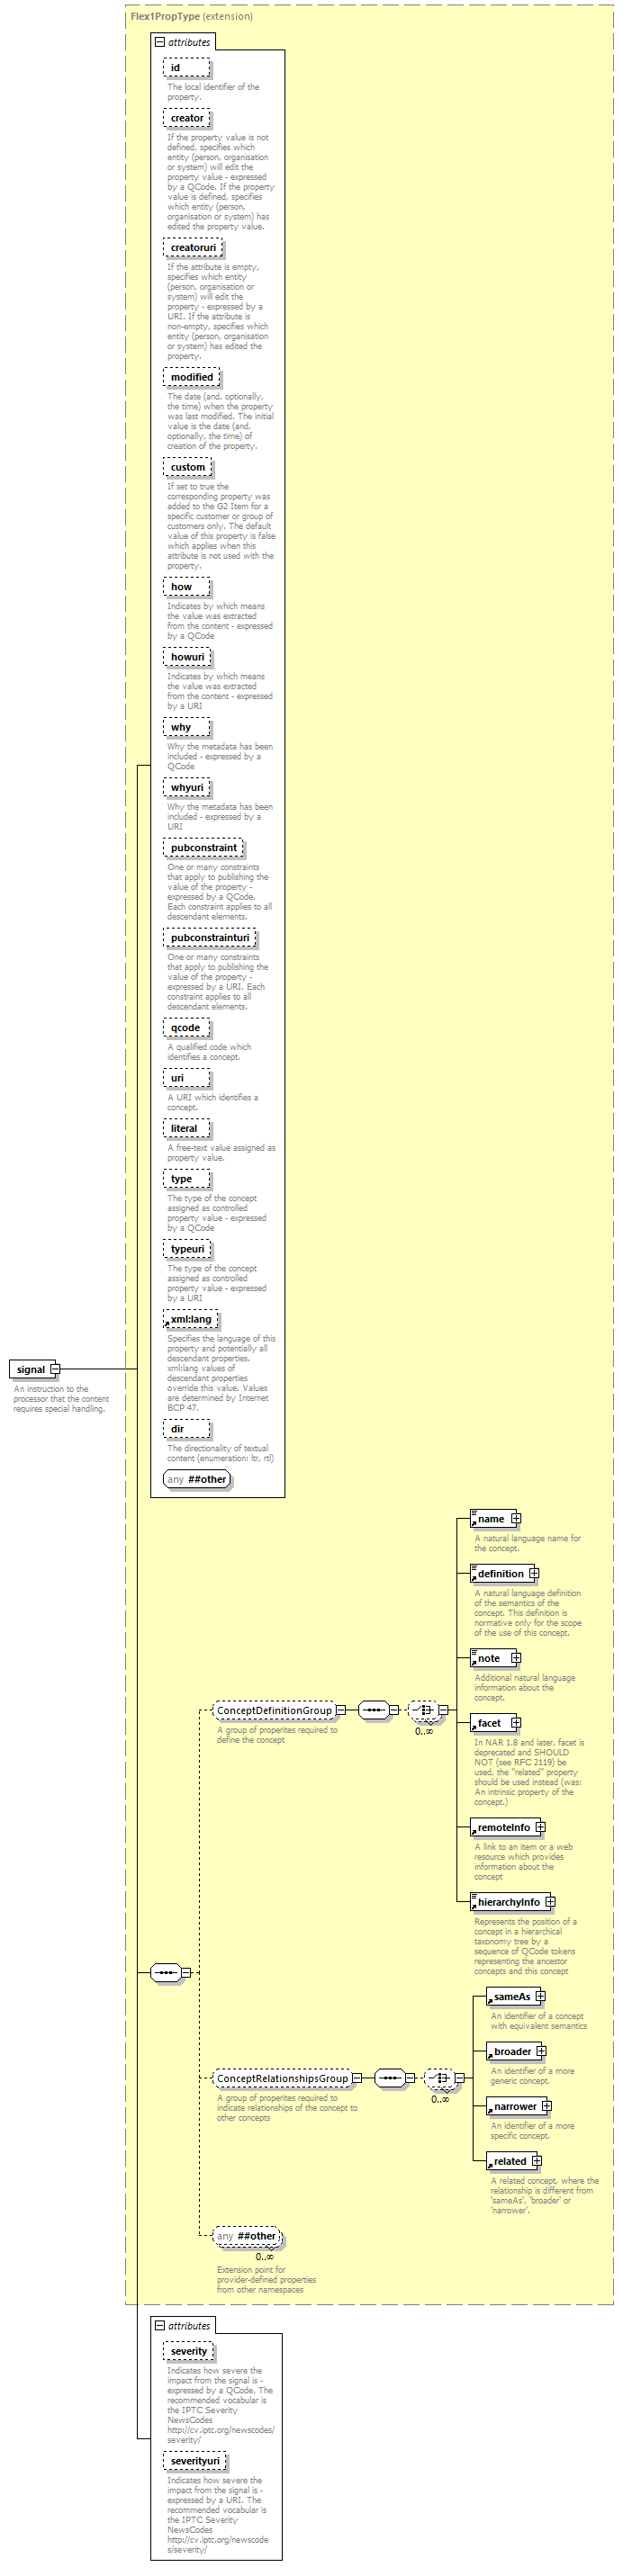 Flex1PropType (extension)
attributes
id
The local identifier of the
property.
creator
If the property value is not
defined, specifies which
entity (person, organisation
or system) will edit the
property value - expressed
by a QCode. If the property
value is defined, specifies
which entity (person,
organisation or system) has
edited the property value.
creatoruri
If the attribute is empty,
specifies which entity
(person, organisation or
system) will edit the
property - expressed by a
URI. If the attribute is
non-empty, specifies which
entity (person, organisation
or system) has edited the
property.
modified
The date (and, optionally,
the time) when the property
was last modified. The initial
value is the date (and,
optionally, the time) of
creation of the property.
custom
If set to true the
corresponding property was
added to the G2 Item for a
specific customer or group of
customers only. The default
value of this property is false
which applies when this
attribute is not used with the
property.
how
Indicates by which means
the value was extracted
from the content - expressed
by a QCode
howuri
Indicates by which means
the value was extracted
from the content - expressed
by a URI
why
Why the metadata has been
included - expressed by a
QCode
whyuri
Why the metadata has been
included - expressed by a
URI
pubconstraint
One or many constraints
that apply to publishing the
value of the property -
expressed by a QCode.
Each constraint applies to all
descendant elements.
pubconstrainturi
One or many constraints
that apply to publishing the
value of the property -
expressed by a URI. Each
constraint applies to all
descendant elements.
qcode
A qualified code which
identifies a concept.
uri
A URI which identifies a
concept.
literal
A free-text value assigned as
property value.
type
The type of the concept
assigned as controlled
property value - expressed
by a QCode
typeuri
The type of the concept
assigned as controlled
property value - expressed
by a URI
xml:lang
Specifies the language of this
property and potentially all
descendant properties.
xml:lang values of
descendant properties
override this value. Values
are determined by Internet
BCP 47.
dir
The directionality of textual
content (enumeration: ltr, rtl)
any ##other
signal
An instruction to the
processor that the content
requires special handling.
name
A natural language name for
the concept.
definition
A natural language definition
of the semantics of the
concept. This definition is
normative only for the scope
of the use of this concept.
note
Additional natural language
information about the
concept.
ConceptDefinitionGroup
A group of properites required to
define the concept
0..∞
facet
In NAR 1.8 and later, facet is
deprecated and SHOULD
NOT (see RFC 2119) be
used, the "related" property
should be used instead (was:
An intrinsic property of the
concept.)
remoteInfo
A link to an item or a web
resource which provides
information about the
concept
hierarchyInfo
Represents the position of a
concept in a hierarchical
taxonomy tree by a
sequence of QCode tokens
representing the ancestor
concepts and this concept
sameAs
An identifier of a concept
with equivalent semantics
broader
An identifier of a more
generic concept.
ConceptRelationshipsGroup
A group of properites required to
indicate relationships of the concept to
other concepts
0..∞
narrower
An identifier of a more
specific concept.
related
A related concept, where the
relationship is different from
'sameAs', 'broader' or
'narrower'.
any ##other
0..∞
Extension point for
provider-defined properties
from other namespaces
attributes
severity
Indicates how severe the
impact from the signal is -
expressed by a QCode. The
recommended vocabular is
the IPTC Severity
NewsCodes
http://cv.iptc.org/newscodes/
severity/
severityuri
Indicates how severe the
impact from the signal is -
expressed by a URI. The
recommended vocabular is
the IPTC Severity
NewsCodes
http://cv.iptc.org/newscode
s/severity/